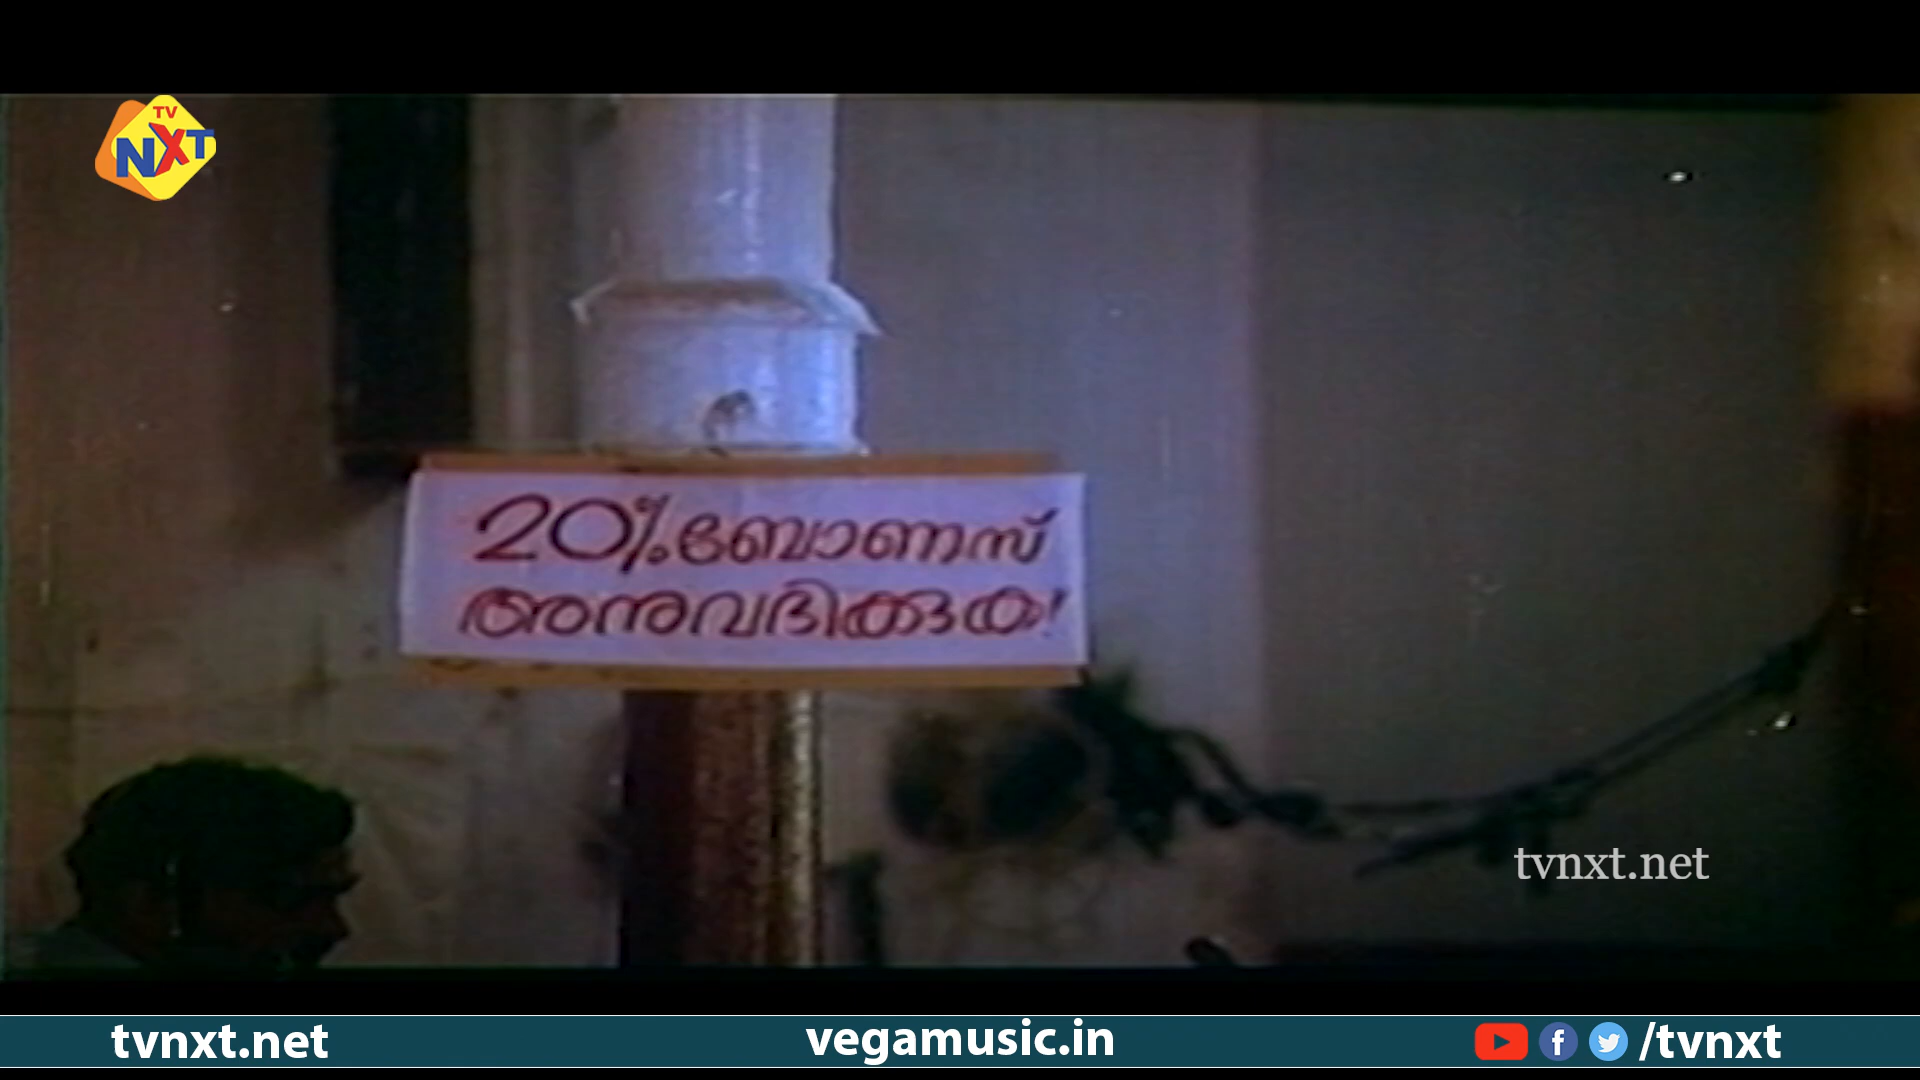 TV
NXT
20% ബോണസ്
അനുവദിക്കുക!
tvnxt.net
tvnxt.net
vegamusic.in
/tvnxt